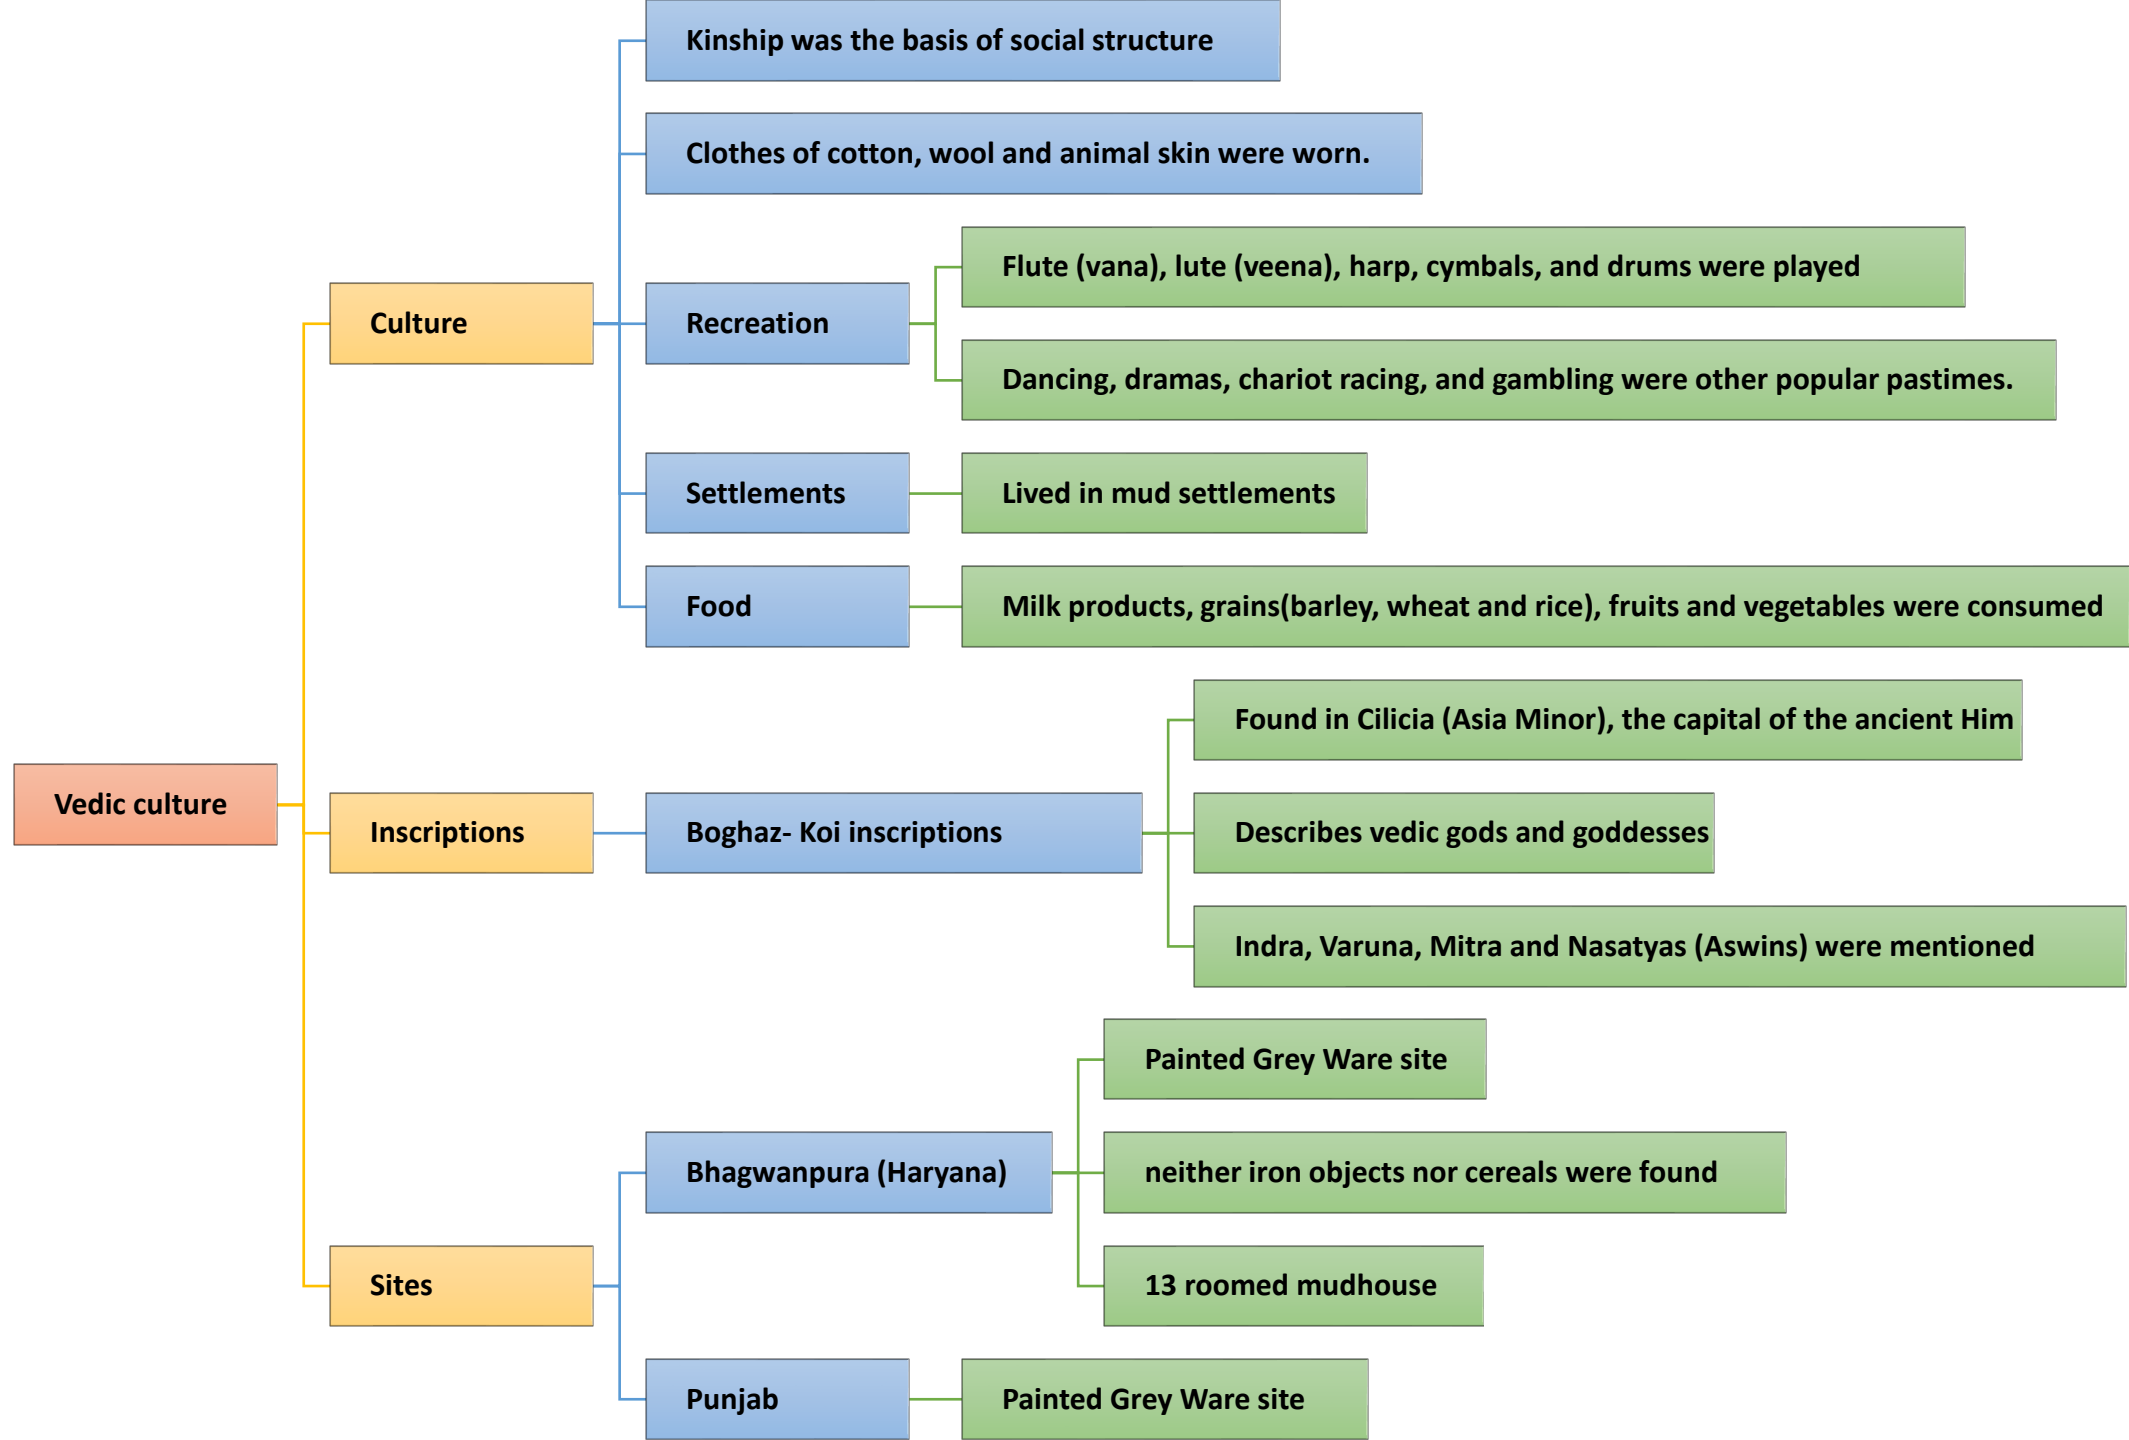 Kinship was the basis of social structure
Clothes of cotton, wool and animal skin were worn.
Flute (vana), lute (veena), harp, cymbals, and drums were played
Culture
Recreation
Dancing, dramas, chariot racing, and gambling were other popular pastimes.
Settlements
Lived in mud settlements
Food
Milk products, grains(barley, wheat and rice), fruits and vegetables were consumed
Found in Cilicia (Asia Minor), the capital of the ancient Him
Vedic culture
Inscriptions
Boghaz- Koi inscriptions
Describes vedic gods and goddesses
Indra, Varuna, Mitra and Nasatyas (Aswins) were mentioned
Painted Grey Ware site
Bhagwanpura (Haryana)
neither iron objects nor cereals were found
Sites
13 roomed mudhouse
Punjab
Painted Grey Ware site